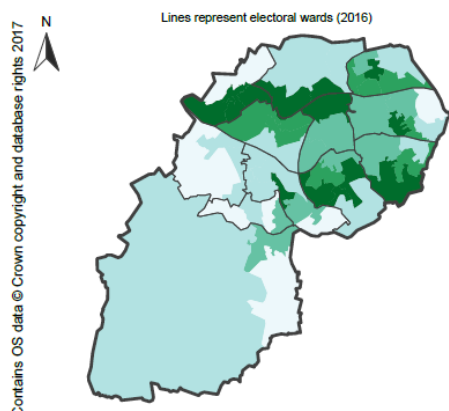 Lines represent electoral wards (2016)
N
Contains OS data © Crown copyright and database rights 2017